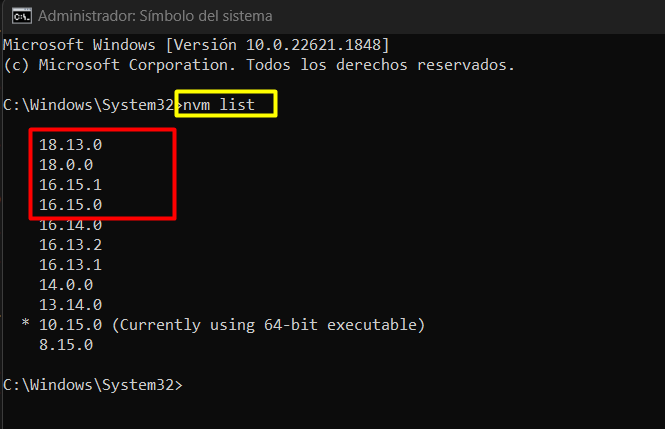 Administrador: Símbolo del sistema
Microsoft Windows [Versión 10.0.22621.1848]
(c) Microsoft Corporation. Todos los derechos reservados.
C:\Windows\System32>nvm list
18.13.0
18.0.0
16.15.1
16.15.0
16.14.0
16.13.2
16.13.1
14.0.0
13.14.0
* 10.15.0 (Currently using 64-bit executable)
8.15.0
C:\Windows\System32>